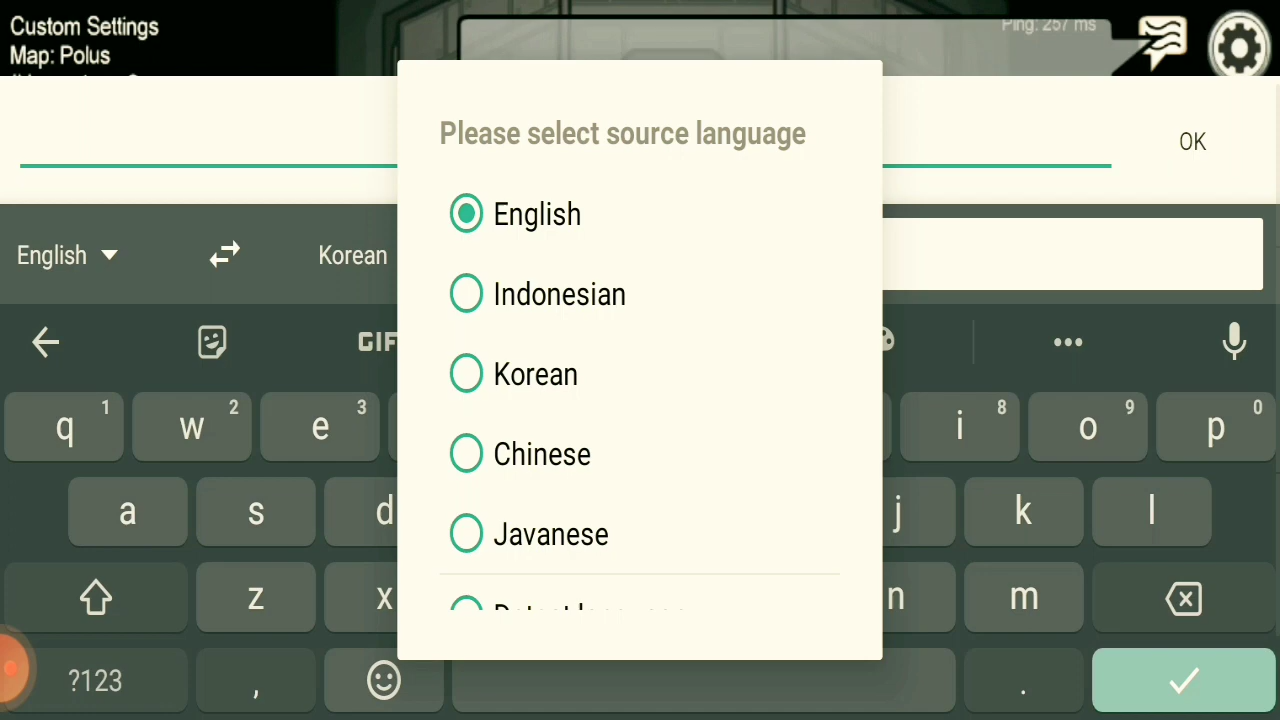 Custom Settings
Map: Polus
Ping: 257 ms
Please select source language
OK
English
English
Korean
Indonesian
Korean
Chinese
Javanese
GIF
q 1 w 2 e 3 i 8 o 9 p 0
a s d j k l
z x n m
?123 , .